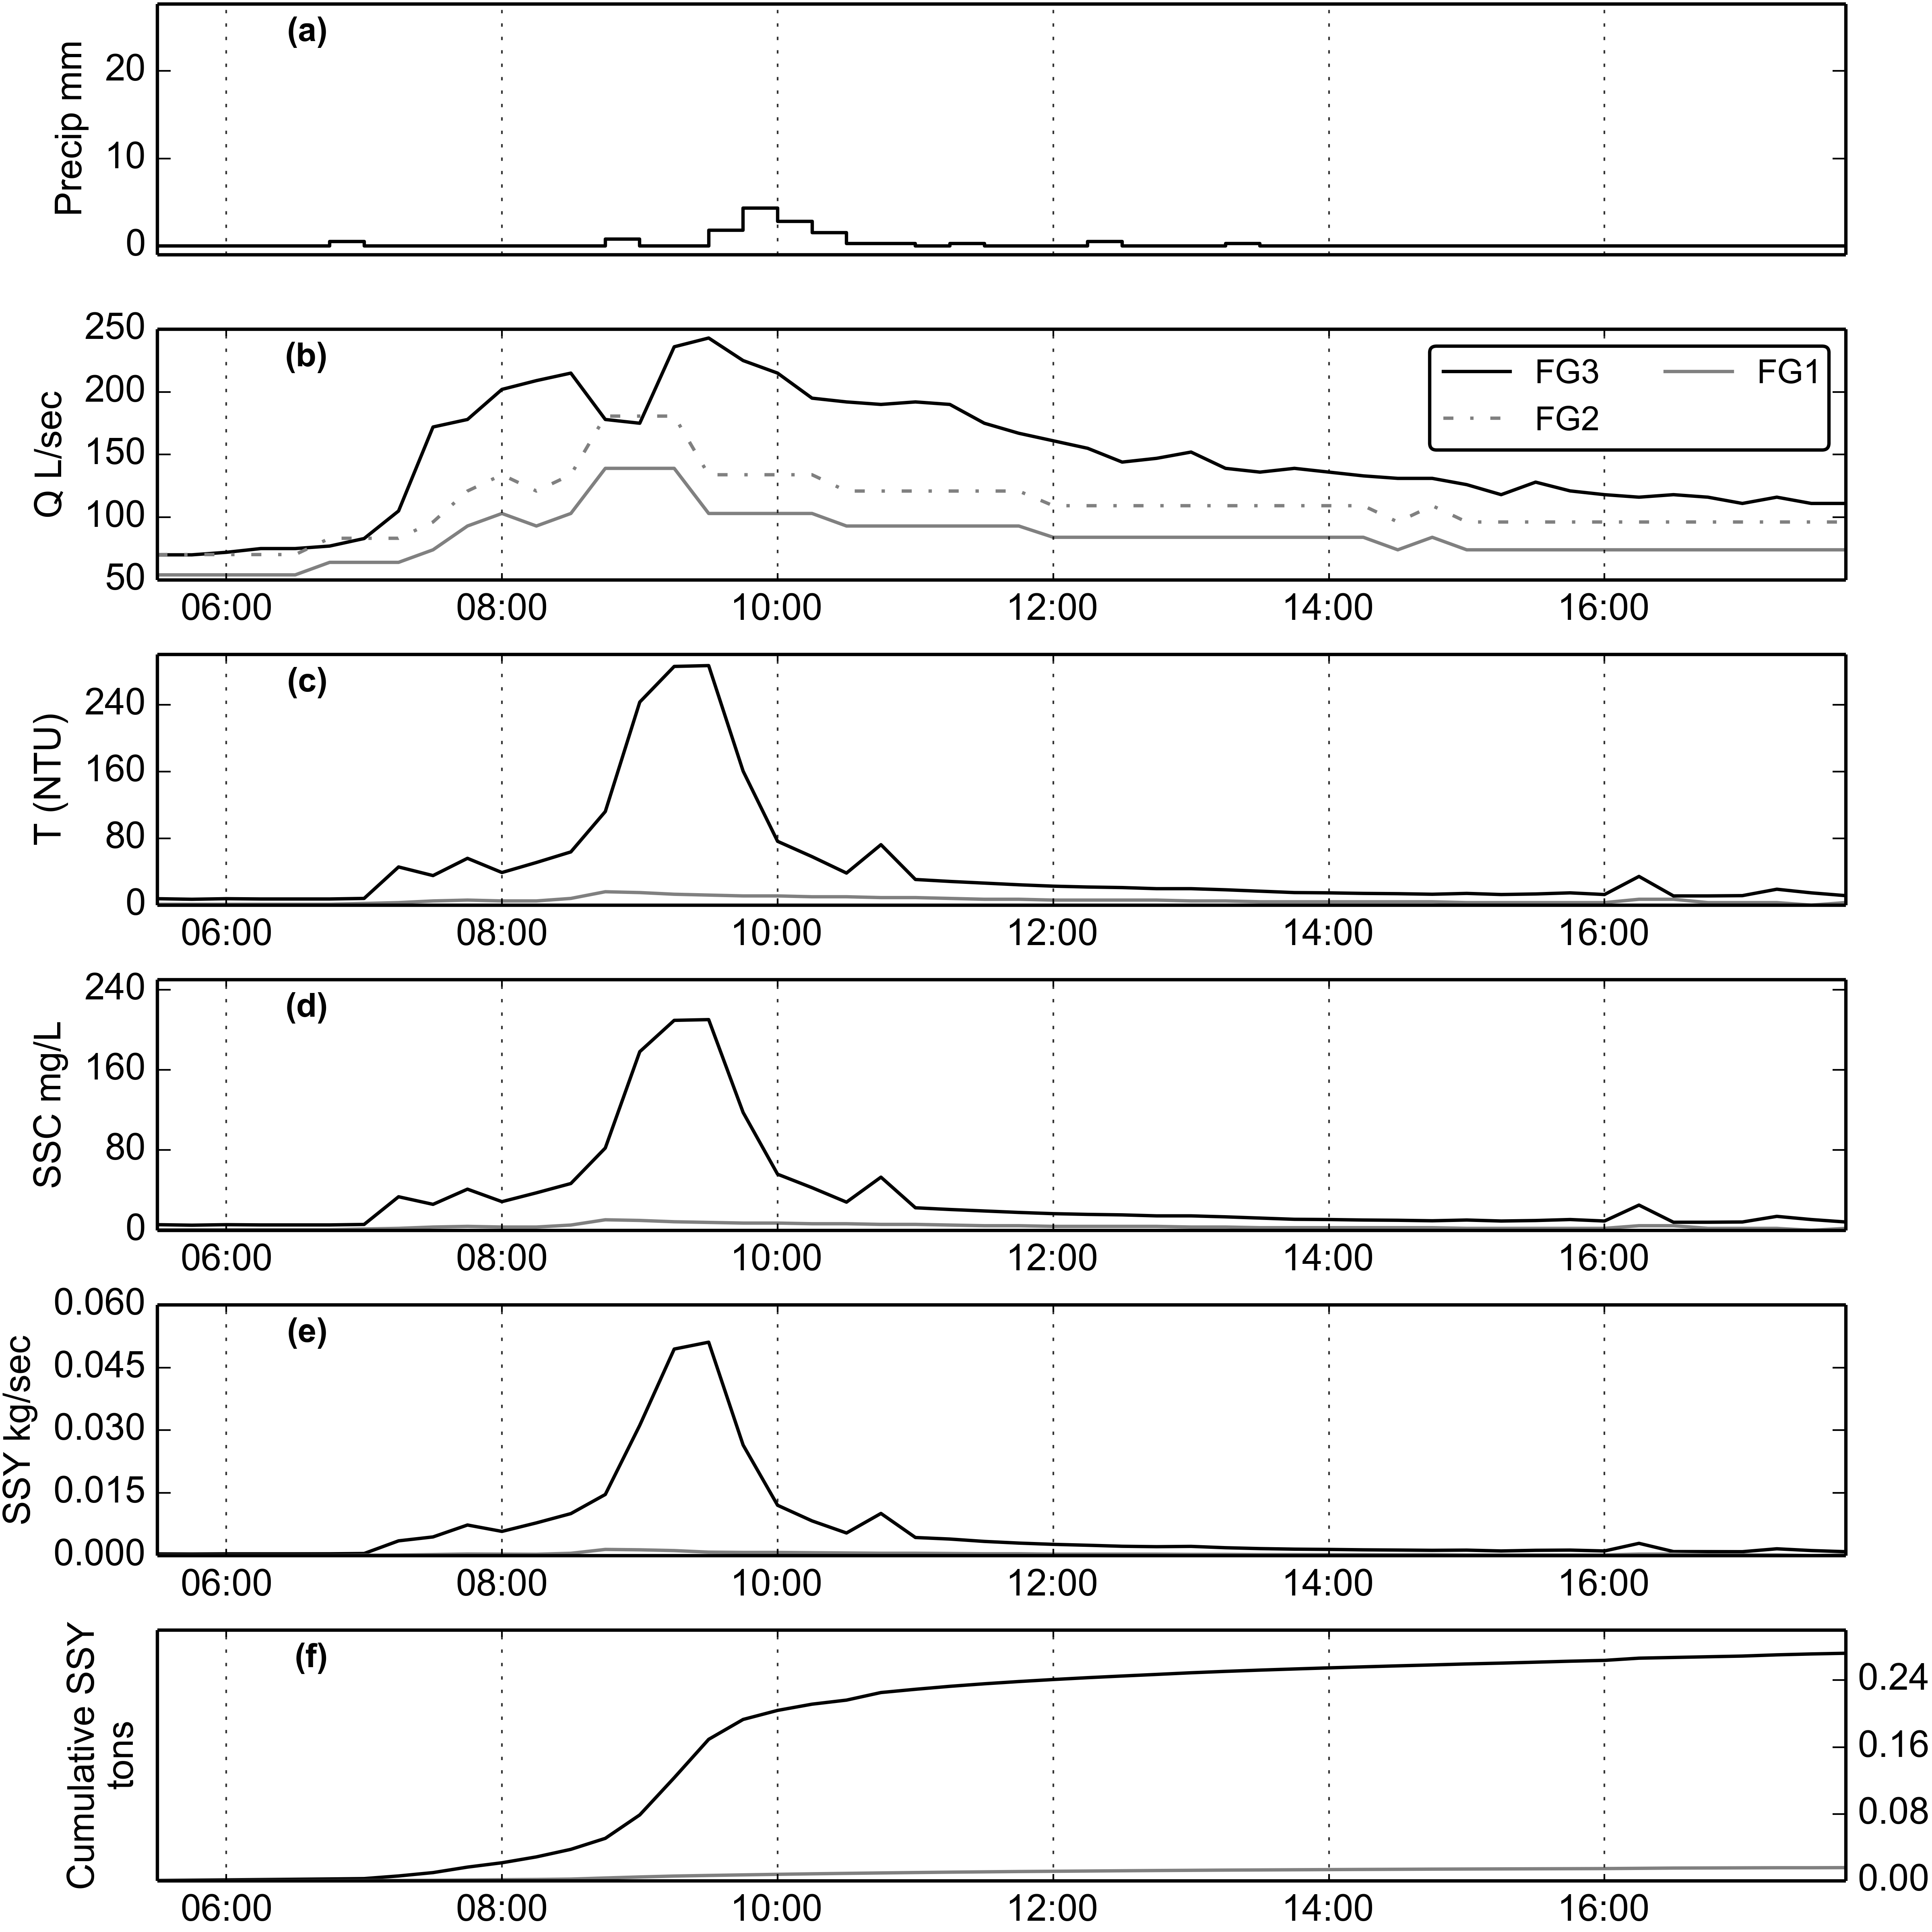 (a)
Precip mm
20
10
0
(b)
Q L/sec
250
200
150
100
50
FG3 FG1
FG2
06:00 08:00 10:00 12:00 14:00 16:00
(c)
T (NTU)
240
160
80
0
06:00 08:00 10:00 12:00 14:00 16:00
(d)
SSC mg/L
240
160
80
0
06:00 08:00 10:00 12:00 14:00 16:00
(e)
SSY kg/sec
0.060
0.045
0.030
0.015
0.000
06:00 08:00 10:00 12:00 14:00 16:00
(f)
Cumulative SSY
tons
0.24
0.16
0.08
0.00
06:00 08:00 10:00 12:00 14:00 16:00